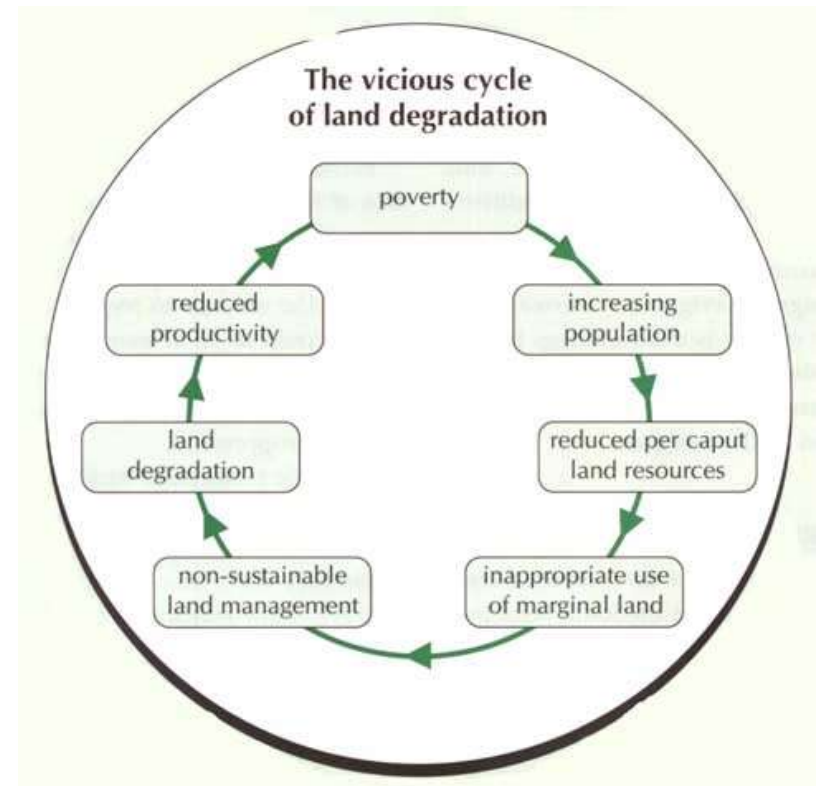 The vicious cycle
of land degradation
poverty
increasing
population
reduced per caput
land resources
inappropriate use
of marginal land
non-sustainable
land management
land
degradation
reduced
productivity